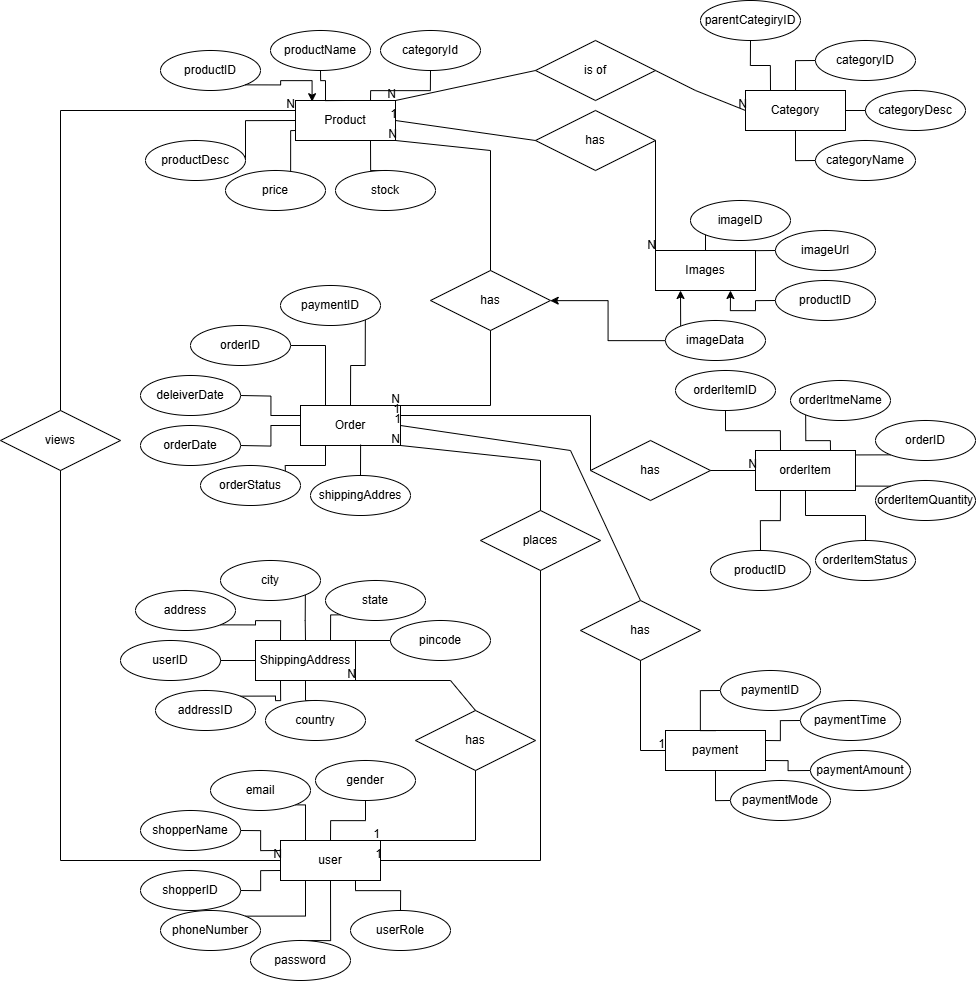 parentCategiryID
productName
categoryId
categoryID
productID
is of
N
N
N
1
N
Product
Category
categoryDesc
has
productDesc
categoryName
price
stock
imageID
N
imageUrl
Images
has
productID
paymentID
imageData
orderID
deleiverDate
orderItemID
orderItmeName
N
1
1
N
Order
views
orderDate
orderID
has
N
orderItem
orderStatus
shippingAddres
orderItemQuantity
places
orderItemStatus
productID
city
state
address
has
pincode
userID
ShippingAddress
N
addressID
country
paymentID
paymentTime
has
1
payment
paymentAmount
gender
email
paymentMode
shopperName
1
N
1
user
shopperID
phoneNumber
userRole
password